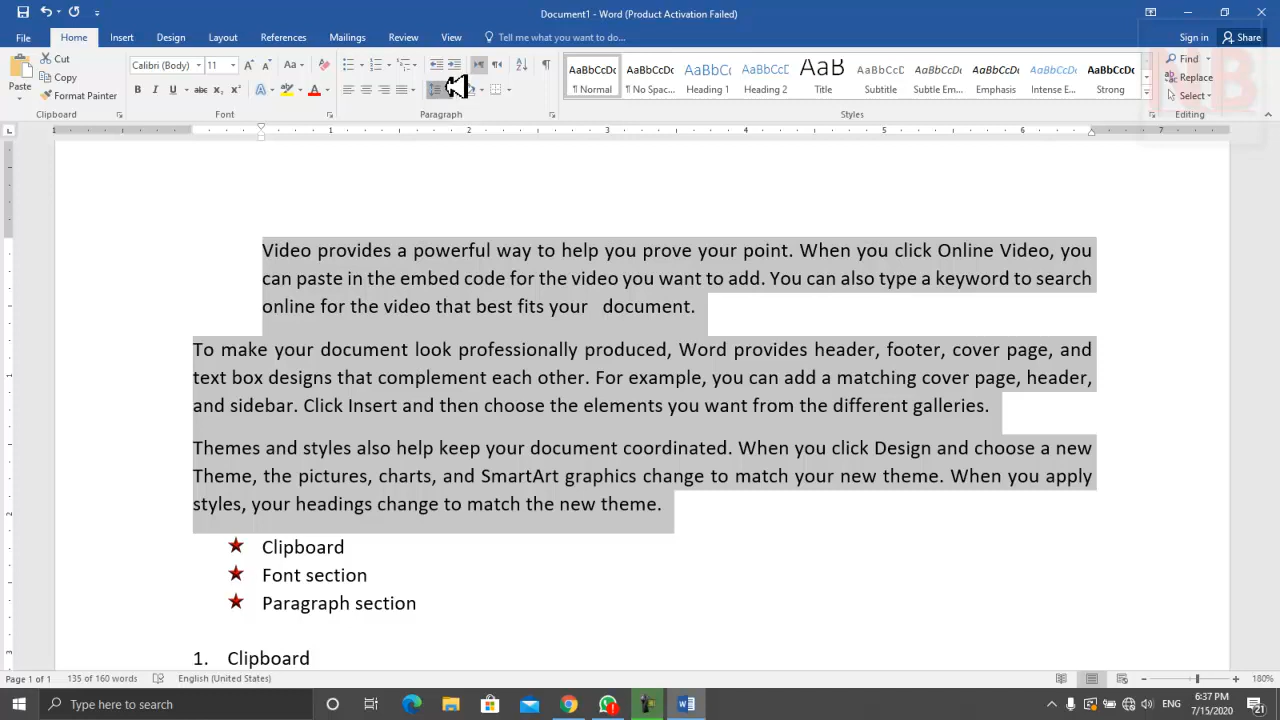 Document1 - Word (Product Activation Failed)
File Home Insert Design Layout References Mailings Review View Tell me what you want to do... Sign in Share
Paste
Cut
Copy
Format Painter
Clipboard
Calibri (Body) 11
Font
Paragraph
AaBbCcDc AaBbCcDc AaBbCc AaBbCcD AaB AaBbCcD AaBbCcDc AaBbCcDc AaBbCcDc AaBbCcDc
¶ Normal ¶ No Spac... Heading 1 Heading 2 Title Subtitle Subtle Em... Emphasis Intense E... Strong
Styles
Find
Replace
Select
Editing
Video provides a powerful way to help you prove your point. When you click Online Video, you
can paste in the embed code for the video you want to add. You can also type a keyword to search
online for the video that best fits your document.
To make your document look professionally produced, Word provides header, footer, cover page, and
text box designs that complement each other. For example, you can add a matching cover page, header,
and sidebar. Click Insert and then choose the elements you want from the different galleries.
Themes and styles also help keep your document coordinated. When you click Design and choose a new
Theme, the pictures, charts, and SmartArt graphics change to match your new theme. When you apply
styles, your headings change to match the new theme.
Clipboard
Font section
Paragraph section
1. Clipboard
Page 1 of 1 135 of 160 words English (United States) 180%
Type here to search
ENG
6:37 PM
7/15/2020
21